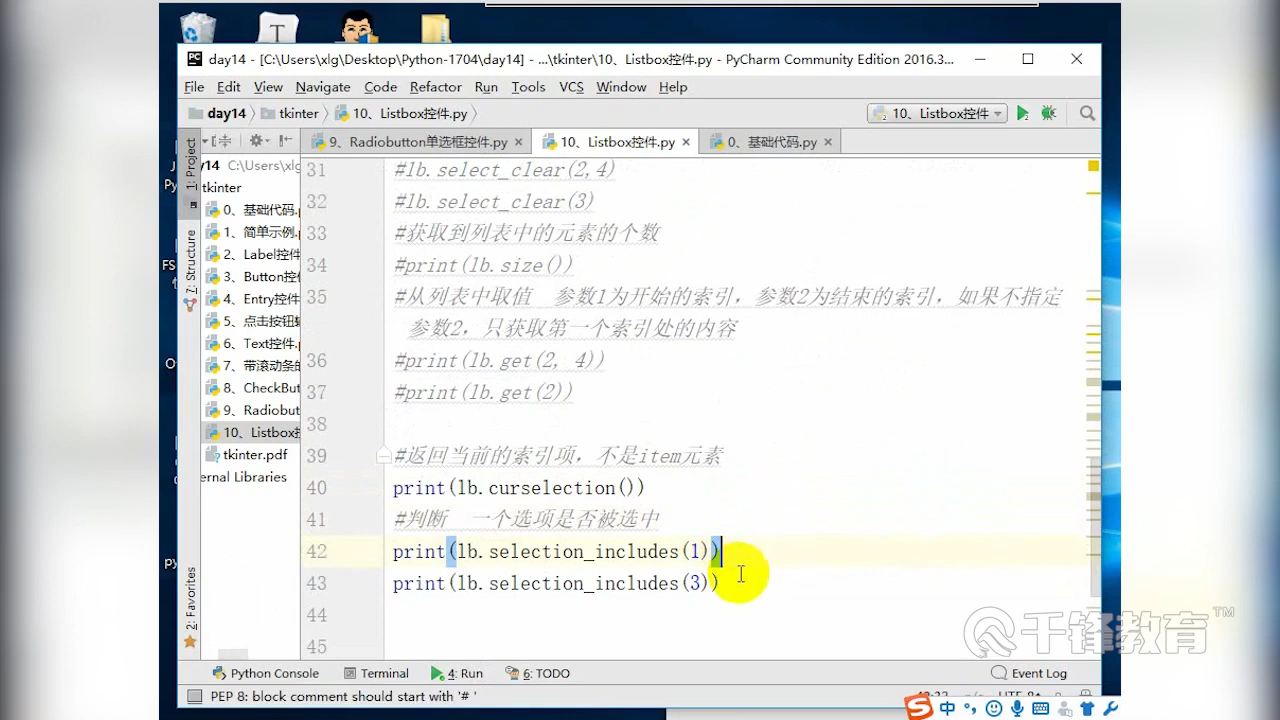 T
day14 - [C:\Users\xlg\Desktop\Python-1704\day14] - ...\tkinter\10、Listbox控件.py - PyCharm Community Edition 2016.3...
File Edit View Navigate Code Refactor Run Tools VCS Window Help
day14 tkinter 10、Listbox控件.py 10、Listbox控件
1: Project
7: Structure
2: Favorites
9、Radiobutton单选框控件.py 10、Listbox控件.py 0、基础代码.py
y14 C:\Users\xlg
tkinter
0、基础代码.
1、简单示例.
2、Label控件
3、Button控
4、Entry控件
5、点击按钮
6、Text控件.
7、带滚动条的
8、CheckBut
9、Radiobut
10、Listbox控
tkinter.pdf
ernal Libraries
31 #lb.select_clear(2,4)
32 #lb.select_clear(3)
33 #获取到列表中的元素的个数
34 #print(lb.size())
35 #从列表中取值 参数1为开始的索引，参数2为结束的索引，如果不指定
参数2，只获取第一个索引处的内容
36 #print(lb.get(2, 4))
37 #print(lb.get(2))
38
39 #返回当前的索引项，不是item元素
40 print(lb.curselection())
41 #判断 一个选项是否被选中
42 print(lb.selection_includes(1))
43 print(lb.selection_includes(3))
44
45
千锋教育 TM
Python Console Terminal 4: Run 6: TODO Event Log
PEP 8: block comment should start with '# '
中